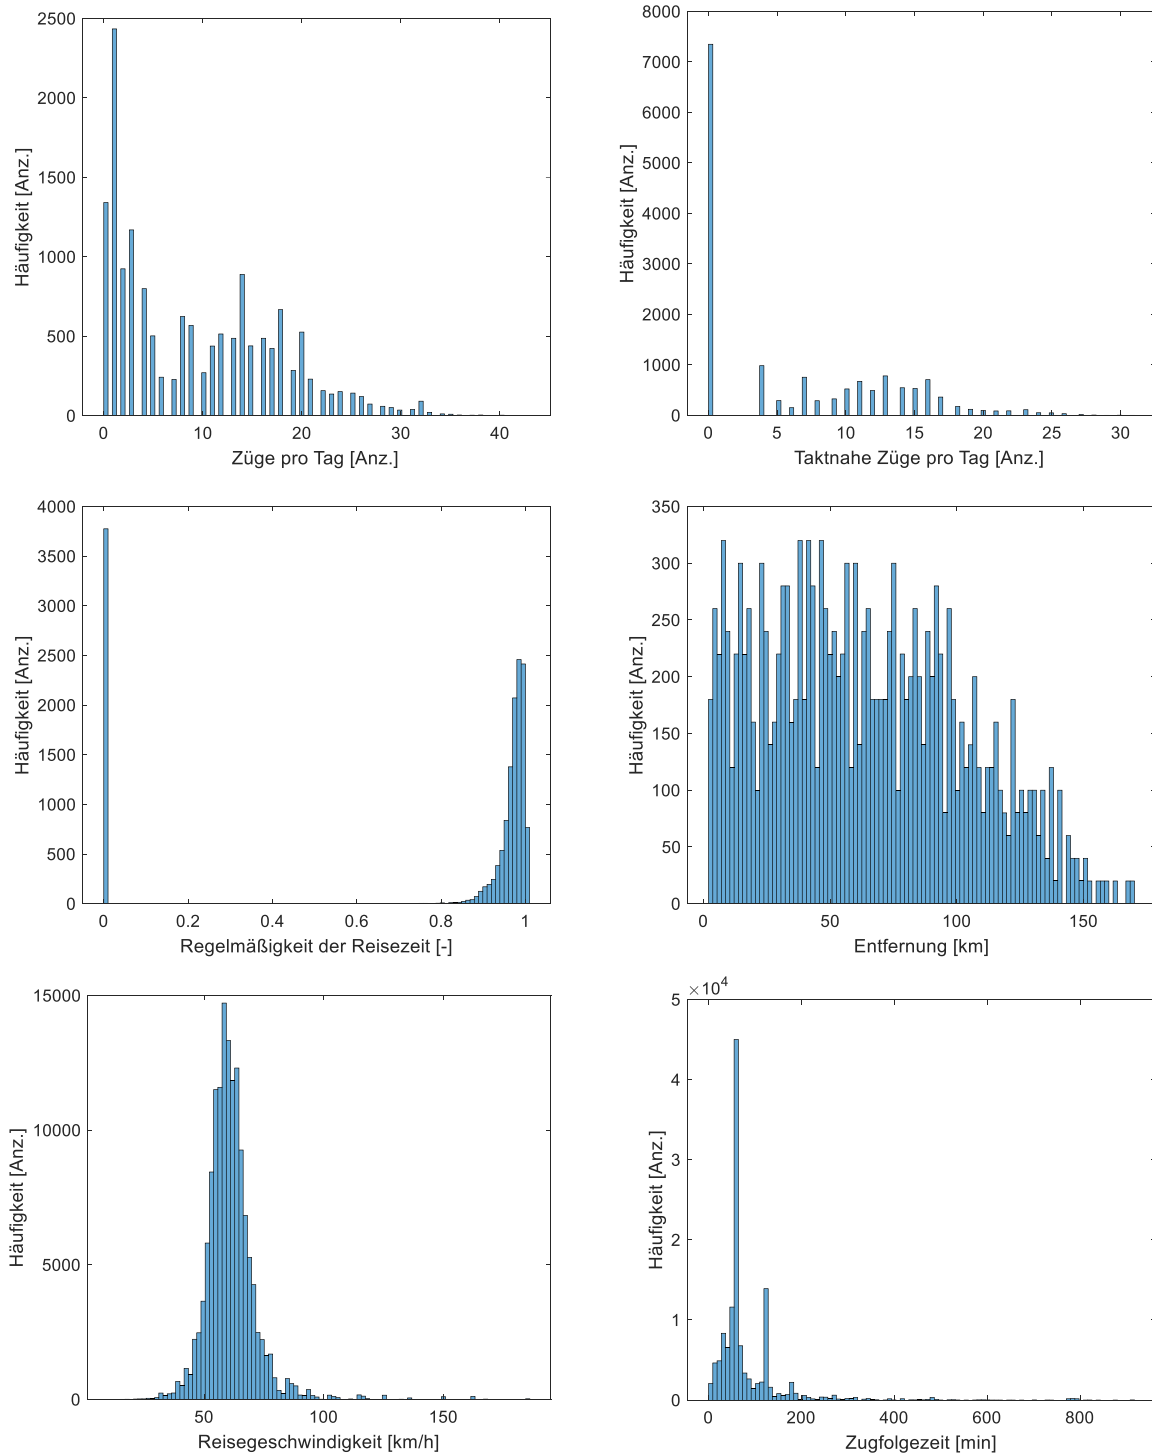 2500
2000
1500
1000
500
0
Häufigkeit [Anz.]
0 10 20 30 40
Züge pro Tag [Anz.]
8000
7000
6000
5000
4000
3000
2000
1000
0
Häufigkeit [Anz.]
0 5 10 15 20 25 30
Taktnahe Züge pro Tag [Anz.]
4000
3500
3000
2500
2000
1500
1000
500
0
Häufigkeit [Anz.]
0 0.2 0.4 0.6 0.8 1
Regelmäßigkeit der Reisezeit [-]
350
300
250
200
150
100
50
0
Häufigkeit [Anz.]
0 50 100 150
Entfernung [km]
15000
10000
5000
0
Häufigkeit [Anz.]
50 100 150
Reisegeschwindigkeit [km/h]
×10⁴
5
4
3
2
1
0
Häufigkeit [Anz.]
0 200 400 600 800
Zugfolgezeit [min]